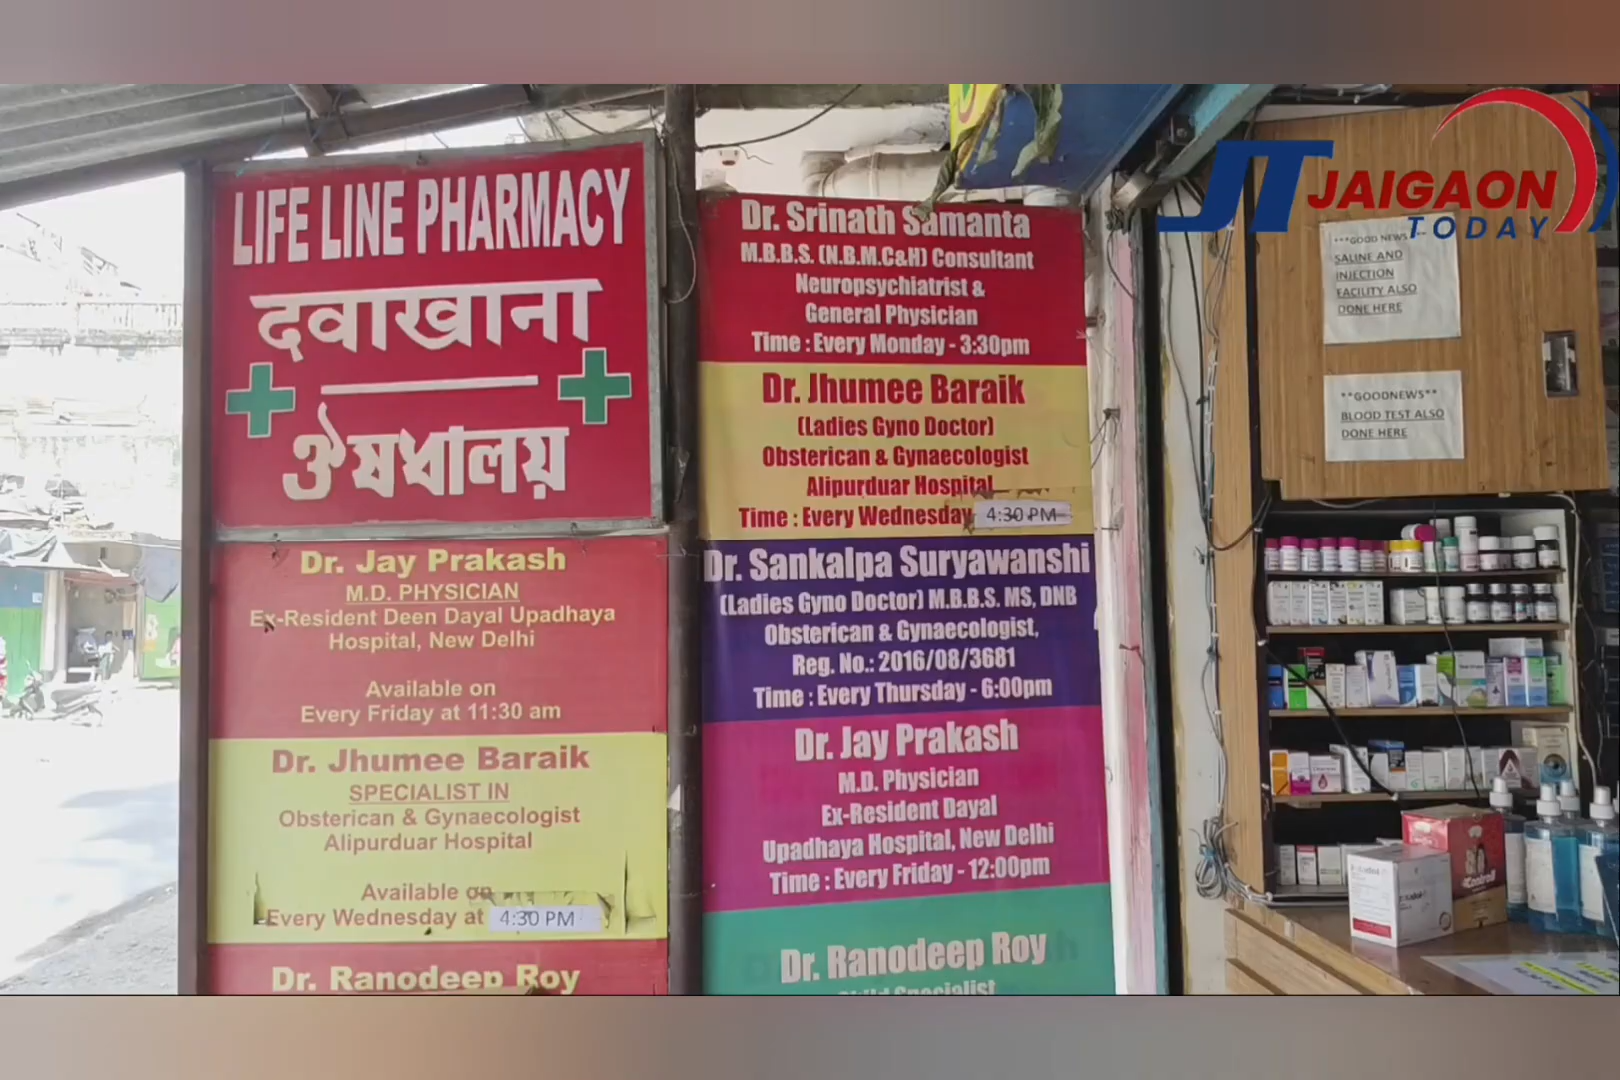 LIFE LINE PHARMACY
दवाखाना
ঔষধালয়
Dr. Jay Prakash
M.D. PHYSICIAN
Ex-Resident Deen Dayal Upadhaya
Hospital, New Delhi
Available on
Every Friday at 11:30 am
Dr. Jhumee Baraik
SPECIALIST IN
Obsterican & Gynaecologist
Alipurduar Hospital
Available on
Every Wednesday at 4:30 PM
Dr. Ranodeep Roy
Dr. Srinath Samanta
M.B.B.S. (N.B.M.C&H) Consultant
Neuropsychiatrist &
General Physician
Time : Every Monday - 3:30pm
Dr. Jhumee Baraik
(Ladies Gyno Doctor)
Obsterican & Gynaecologist
Alipurduar Hospital
Time : Every Wednesday 4:30 PM
Dr. Sankalpa Suryawanshi
(Ladies Gyno Doctor) M.B.B.S. MS, DNB
Obsterican & Gynaecologist,
Reg. No.: 2016/08/3681
Time : Every Thursday - 6:00pm
Dr. Jay Prakash
M.D. Physician
Ex-Resident Dayal
Upadhaya Hospital, New Delhi
Time : Every Friday - 12:00pm
Dr. Ranodeep Roy
Child Specialist
JT JAIGAON
TODAY
***GOOD NEWS
SALINE AND
INJECTION
FACILITY ALSO
DONE HERE
**GOODNEWS**
BLOOD TEST ALSO
DONE HERE